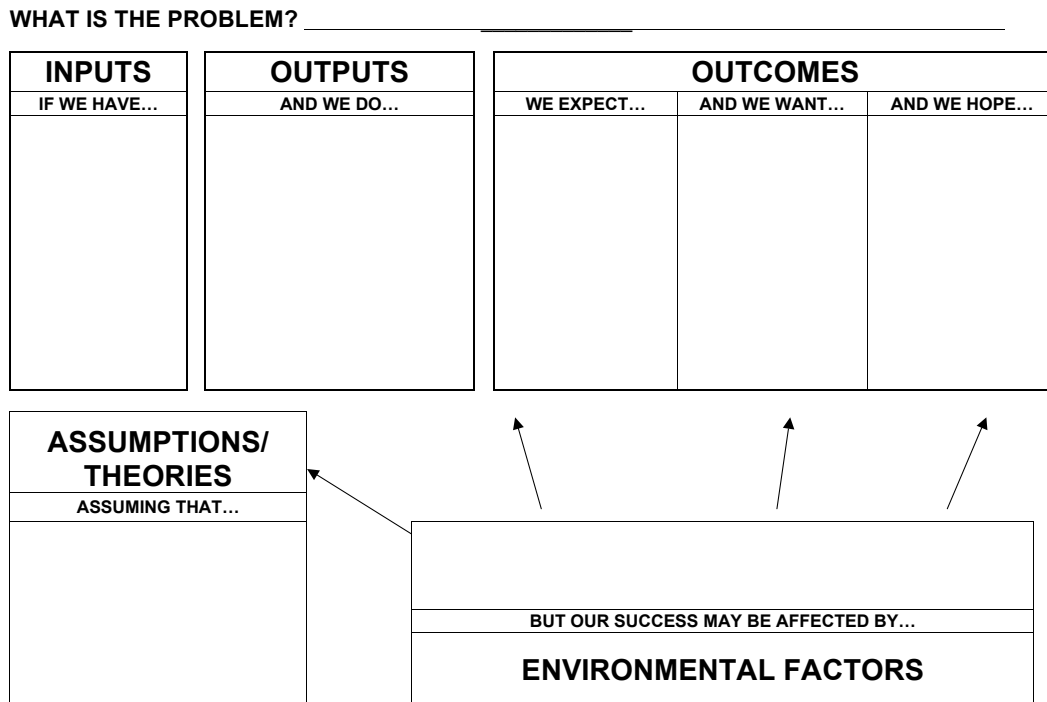 WHAT IS THE PROBLEM?
INPUTS
IF WE HAVE…
OUTPUTS
AND WE DO…
OUTCOMES
WE EXPECT…
AND WE WANT…
AND WE HOPE…
ASSUMPTIONS/
THEORIES
ASSUMING THAT…
BUT OUR SUCCESS MAY BE AFFECTED BY…
ENVIRONMENTAL FACTORS